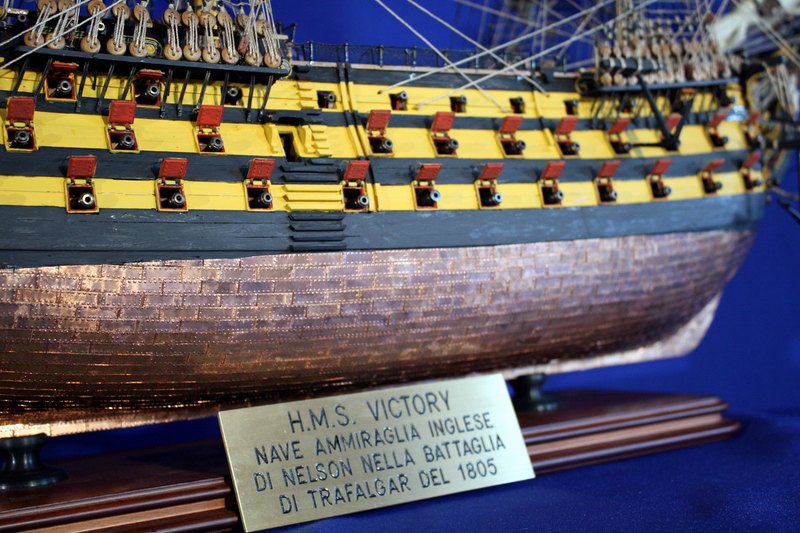 H.M.S. VICTORY
NAVE AMMIRAGLIA INGLESE
DI NELSON NELLA BATTAGLIA
DI TRAFALGAR DEL 1805